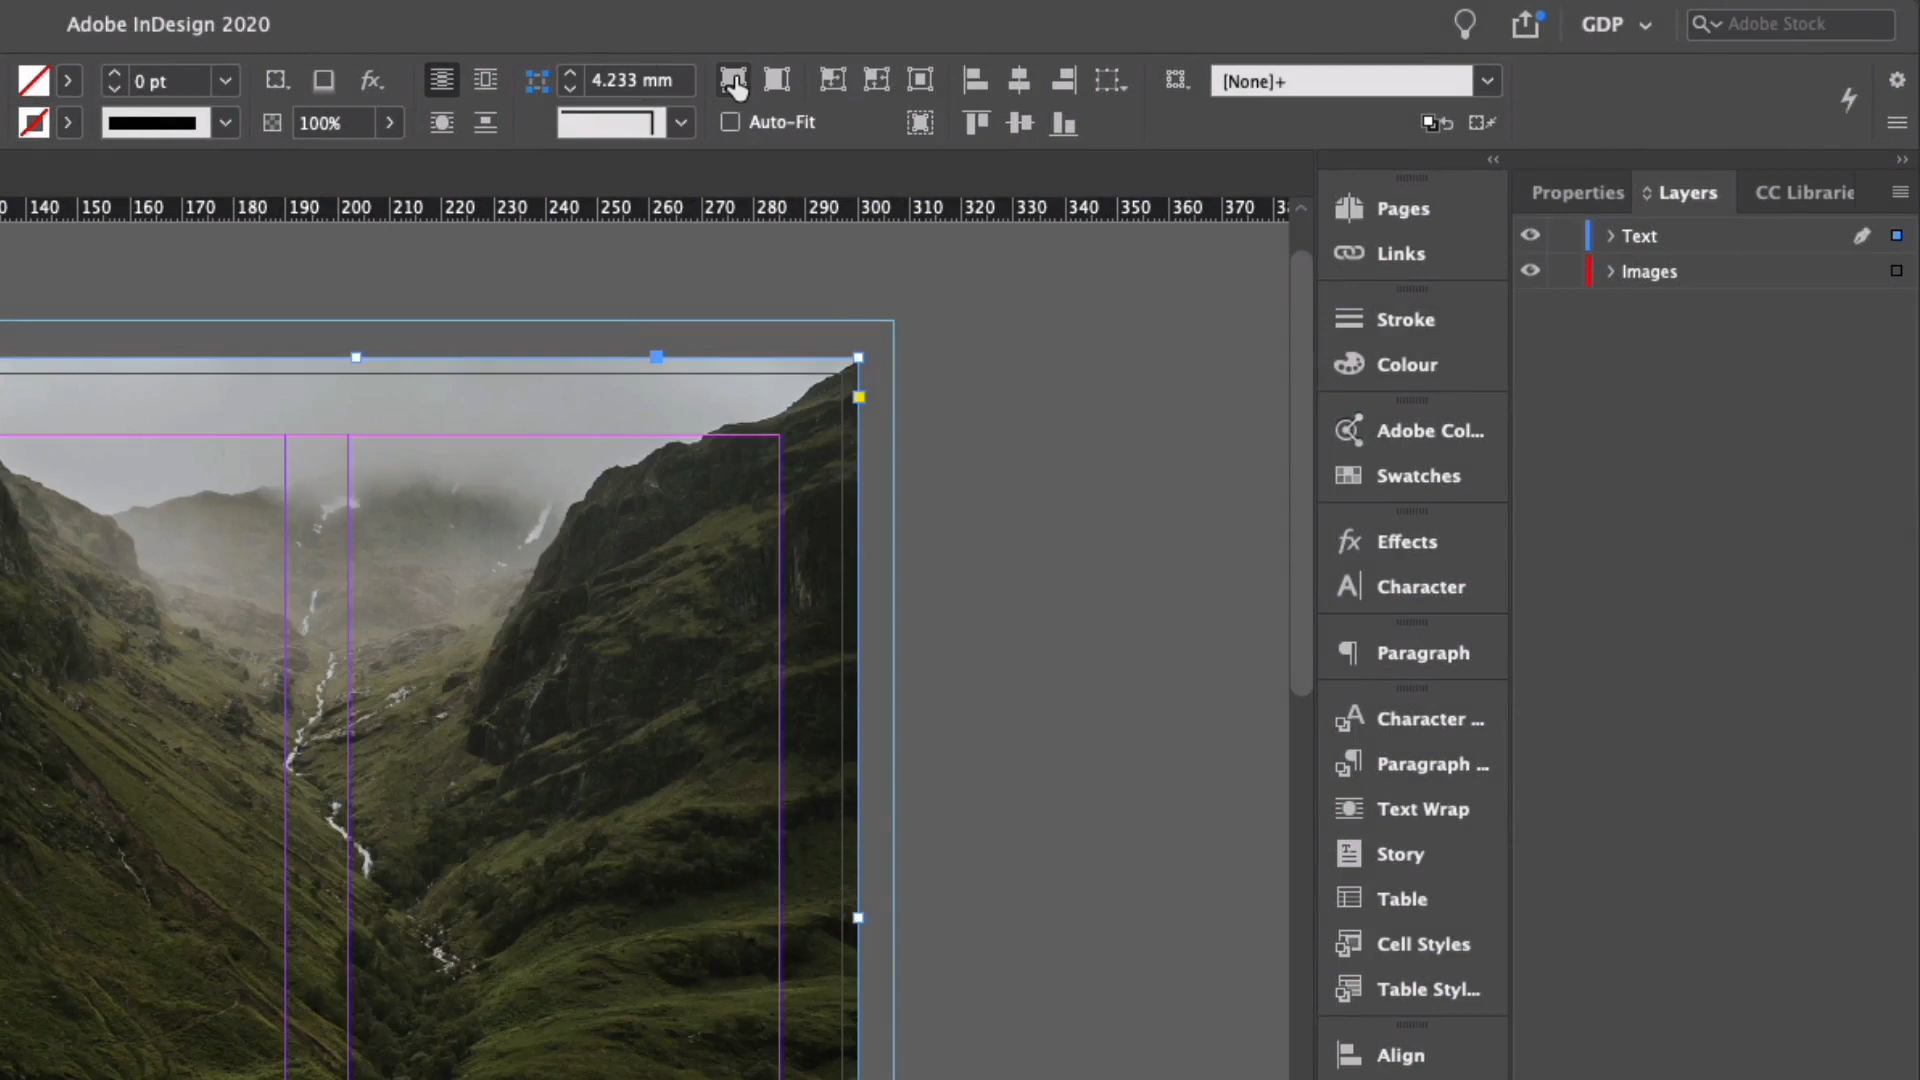 Adobe InDesign 2020
GDP
Adobe Stock
0 pt
fx.
4.233 mm
[None]+
100%
Auto-Fit
140 150 160 170 180 190 200 210 220 230 240 250 260 270 280 290 300 310 320 330 340 350 360 370
Pages
Links
Stroke
Colour
Adobe Col...
Swatches
fx Effects
A Character
Paragraph
Character ...
Paragraph ...
Text Wrap
Story
Table
Cell Styles
Table Styl...
Align
Properties
Layers
CC Librarie
Text
Images